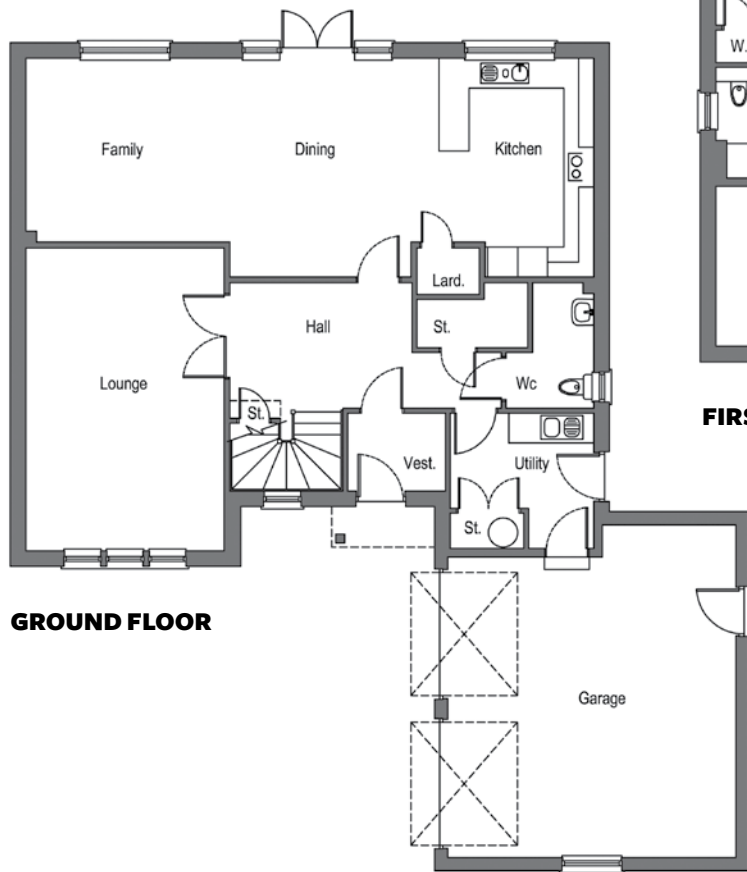 W.
Family
Dining
Kitchen
Lard.
Hall
St.
Lounge
Wc
St.
Vest.
Utility
St.
FIRS
GROUND FLOOR
Garage